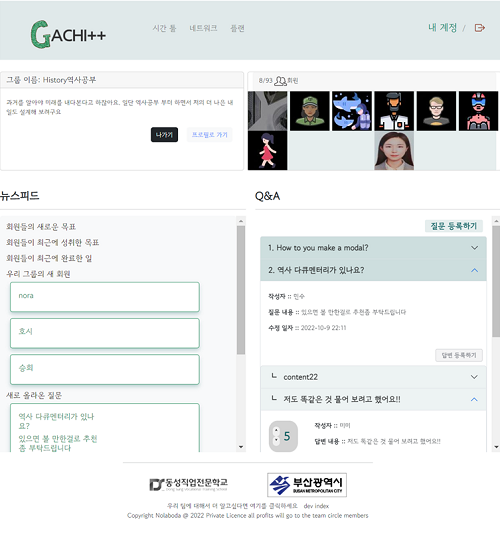 GACHI++
시간 툴 네트워크 플랜
내 계정 /
그룹 이름: History역사공부
과거를 알아야 미래를 내다본다고 하잖아요. 일단 역사공부 부터 하면서 저의 더 나은 내
일도 설계해 보려구요
나가기 프로필로 가기
8/93 회원
뉴스피드
회원들의 새로운 목표
회원들이 최근에 성취한 목표
회원들이 최근에 완료한 일
우리 그룹의 새 회원
nora
호시
승회
새로 올라온 질문
역사 다큐멘터리가 있나
요?
있으면 볼 만한걸로 추천
좀 부탁드립니다
Q&A
질문 등록하기
1. How to you make a modal?
2. 역사 다큐멘터리가 있나요?
작성자 :: 민수
질문 내용 :: 있으면 볼 만한걸로 추천좀 부탁드립니다
수정 일자 :: 2022-10-9 22:11
답변 등록하기
ㄴ content22
ㄴ 저도 똑같은 것 물어 보려고 했어요!!
5
작성자 :: 미미
답변 내용 :: 저도 똑같은 것 물어 보려고 했어요!!
동성직업전문학교
부산광역시
BUSAN METROPOLITAN CITY
우리 팀에 대해서 더 알고싶다면 여기를 클릭하세요 dev index
Copyright Nolaboda @ 2022 Private Licence all profits will go to the team circle members